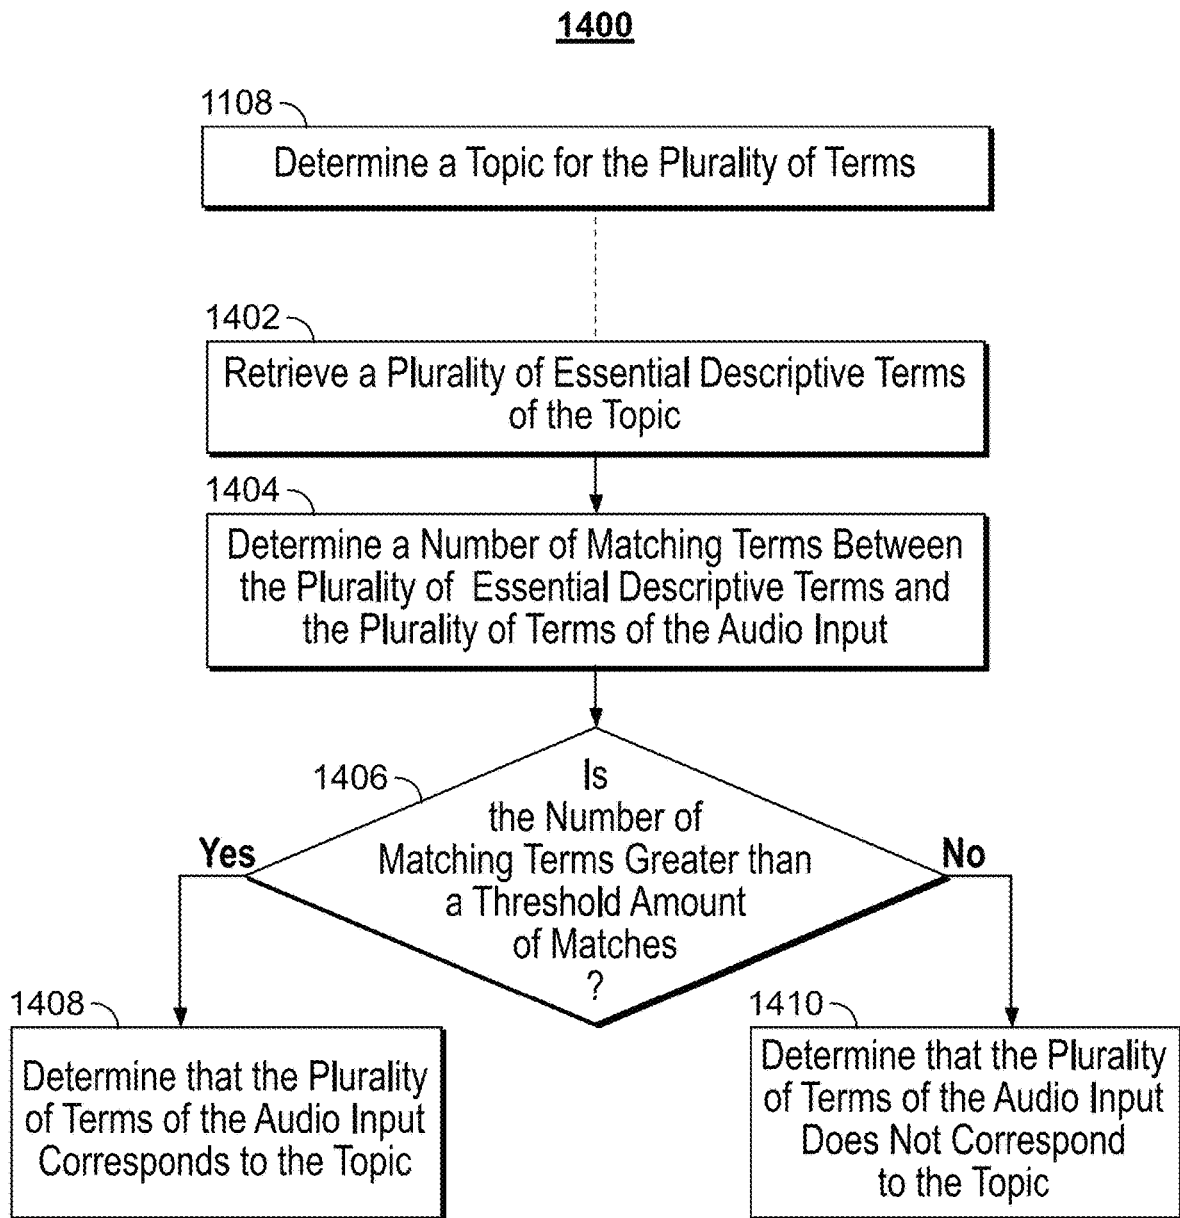 1400
1108
Determine a Topic for the Plurality of Terms
1402
Retrieve a Plurality of Essential Descriptive Terms
of the Topic
1404
Determine a Number of Matching Terms Between
the Plurality of Essential Descriptive Terms and
the Plurality of Terms of the Audio Input
1406
Is
the Number of
Matching Terms Greater than
a Threshold Amount
of Matches
?
Yes
No
1408
Determine that the Plurality
of Terms of the Audio Input
Corresponds to the Topic
1410
Determine that the Plurality
of Terms of the Audio Input
Does Not Correspond
to the Topic